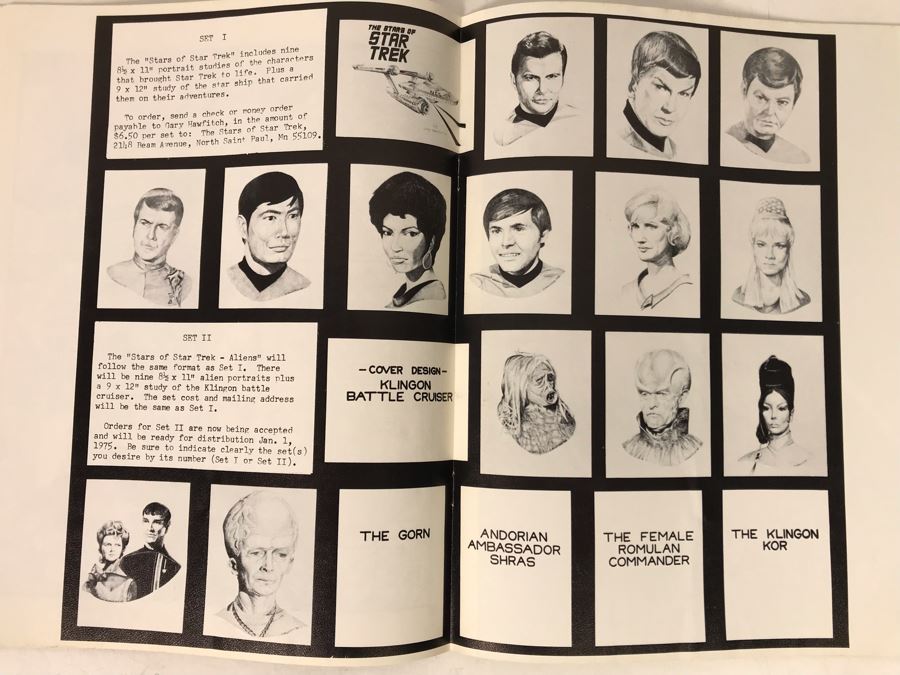 SET I
The "Stars of Star Trek" includes nine
8½ x 11" portrait studies of the characters
that brought Star Trek to life. Plus a
9 x 12" study of the star ship that carried
them on their adventures.
To order, send a check or money order
payable to Gary Hawfitch, in the amount of
$6.50 per set to: The Stars of Star Trek,
2148 Beam Avenue, North Saint Paul, Mn 55109.
THE STARS OF
STAR
TREK
SET II
The "Stars of Star Trek - Aliens" will
follow the same format as Set I. There
will be nine 8½ x 11" alien portraits plus
a 9 x 12" study of the Klingon battle
cruiser. The set cost and mailing address
will be the same as Set I.
Orders for Set II are now being accepted
and will be ready for distribution Jan. 1,
1975. Be sure to indicate clearly the set(s)
you desire by its number (Set I or Set II).
-COVER DESIGN-
KLINGON
BATTLE CRUISER
THE GORN
ANDORIAN
AMBASSADOR
SHRAS
THE FEMALE
ROMULAN
COMMANDER
THE KLINGON
KOR